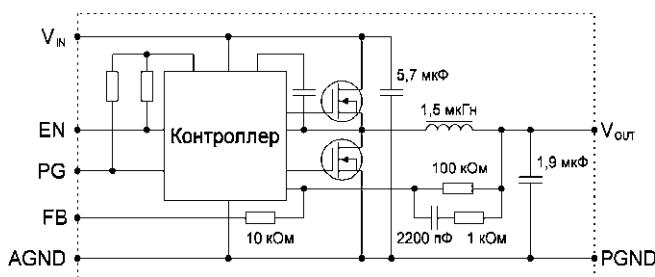 VIN
5,7 мкФ
1,5 мкГн
EN
Контроллер
VOUT
PG
100 кОм
1,9 мкФ
FB
10 кОм
2200 пФ
1 кОм
AGND
PGND